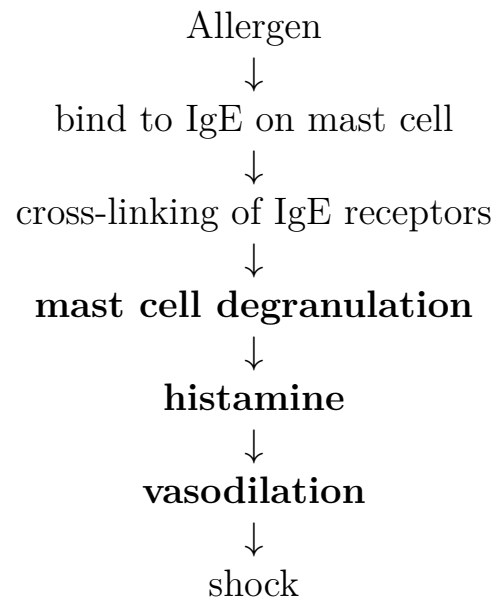 Allergen
↓
bind to IgE on mast cell
↓
cross-linking of IgE receptors
↓
mast cell degranulation
↓
histamine
↓
vasodilation
↓
shock